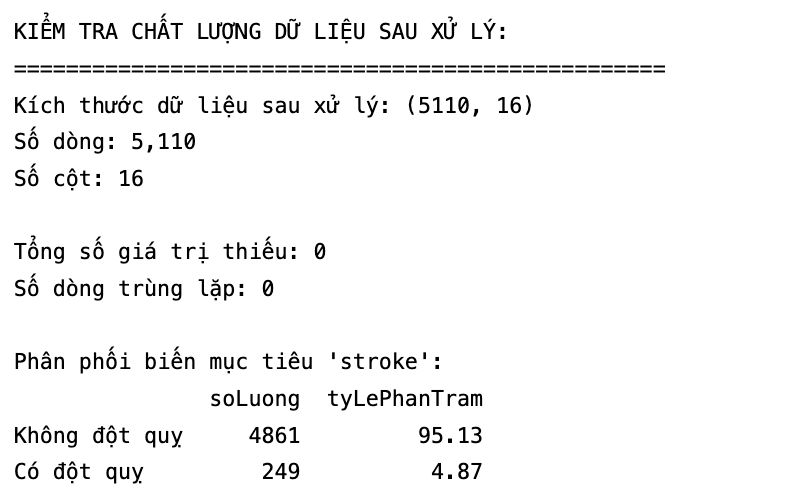 KIỂM TRA CHẤT LƯỢNG DỮ LIỆU SAU XỬ LÝ:
==================================================
Kích thước dữ liệu sau xử lý: (5110, 16)
Số dòng: 5,110
Số cột: 16
Tổng số giá trị thiếu: 0
Số dòng trùng lặp: 0
Phân phối biến mục tiêu 'stroke':
soLuong tyLePhanTram
Không đột quỵ 4861 95.13
Có đột quỵ 249 4.87